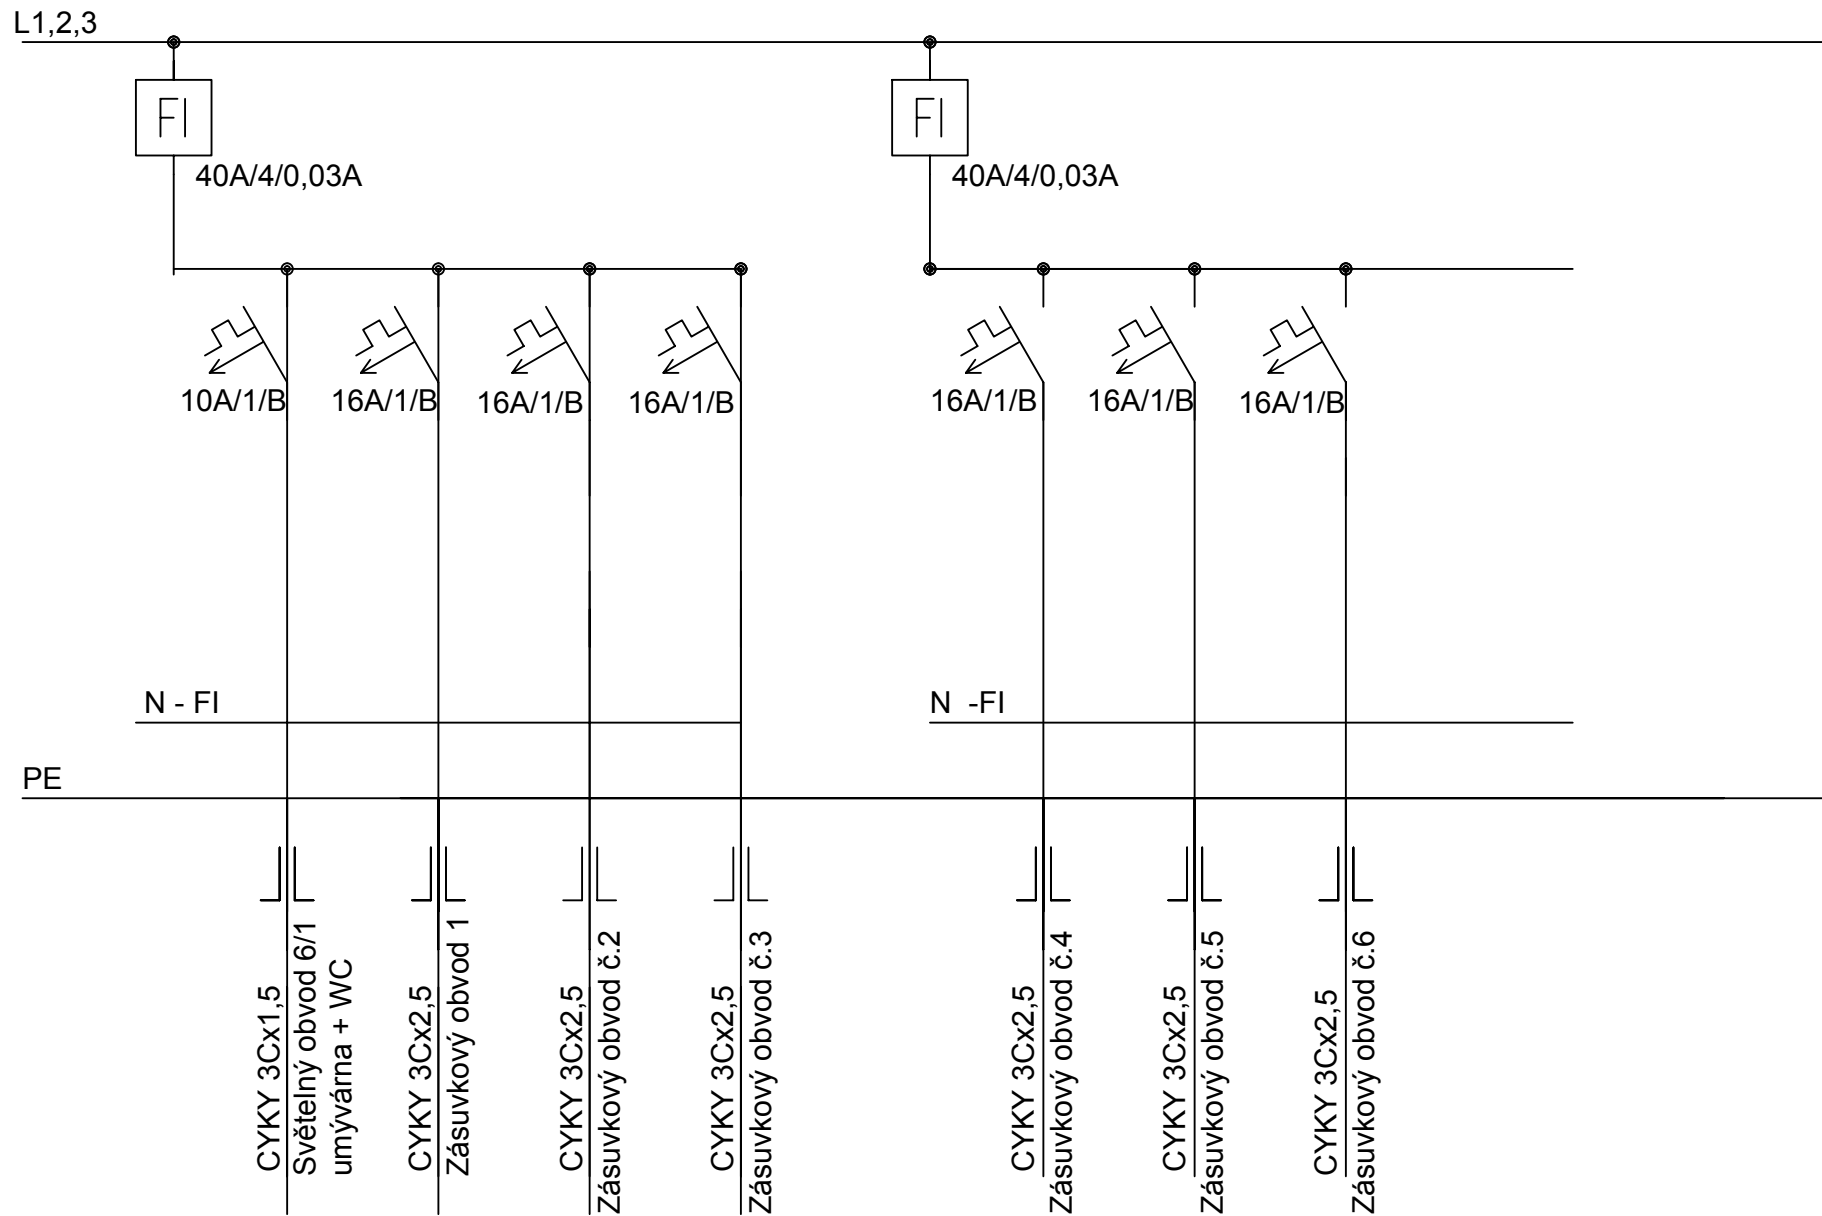 L1,2,3
FI
FI
40A/4/0,03A
40A/4/0,03A
10A/1/B
16A/1/B
16A/1/B
16A/1/B
16A/1/B
16A/1/B
16A/1/B
N - FI
N -FI
PE
CYKY 3Cx1,5
Světelný obvod 6/1
umývárna + WC
CYKY 3Cx2,5
Zásuvkový obvod 1
CYKY 3Cx2,5
Zásuvkový obvod č.2
CYKY 3Cx2,5
Zásuvkový obvod č.3
CYKY 3Cx2,5
Zásuvkový obvod č.4
CYKY 3Cx2,5
Zásuvkový obvod č.5
CYKY 3Cx2,5
Zásuvkový obvod č.6